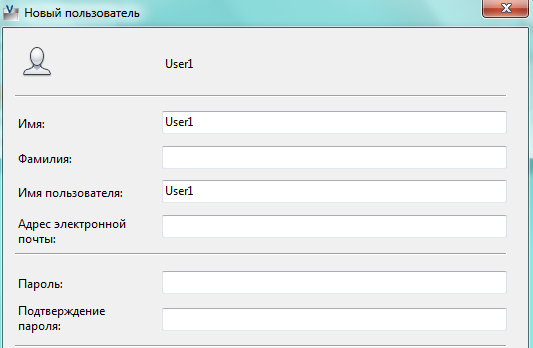 V Новый пользователь
User1
Имя: User1
Фамилия:
Имя пользователя: User1
Адрес электронной
почты:
Пароль:
Подтверждение
пароля: